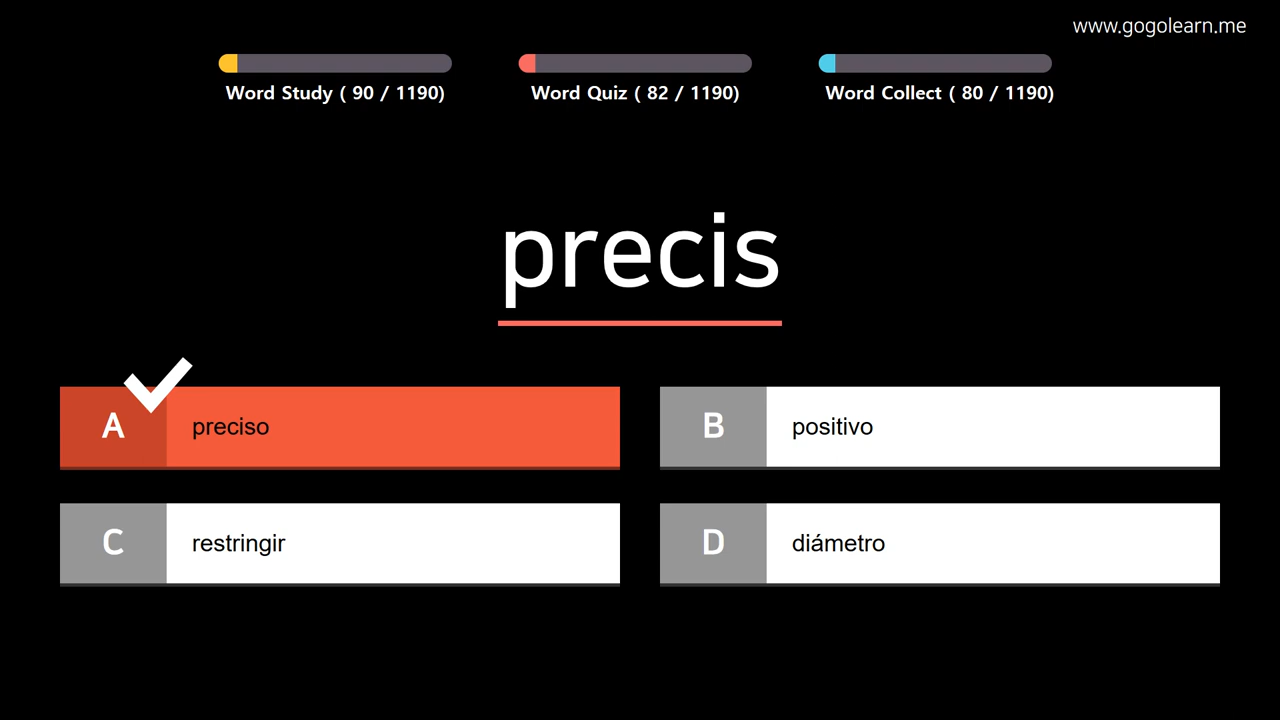 www.gogolearn.me
Word Study ( 90 / 1190)
Word Quiz ( 82 / 1190)
Word Collect ( 80 / 1190)
precis
A preciso
B positivo
C restringir
D diámetro